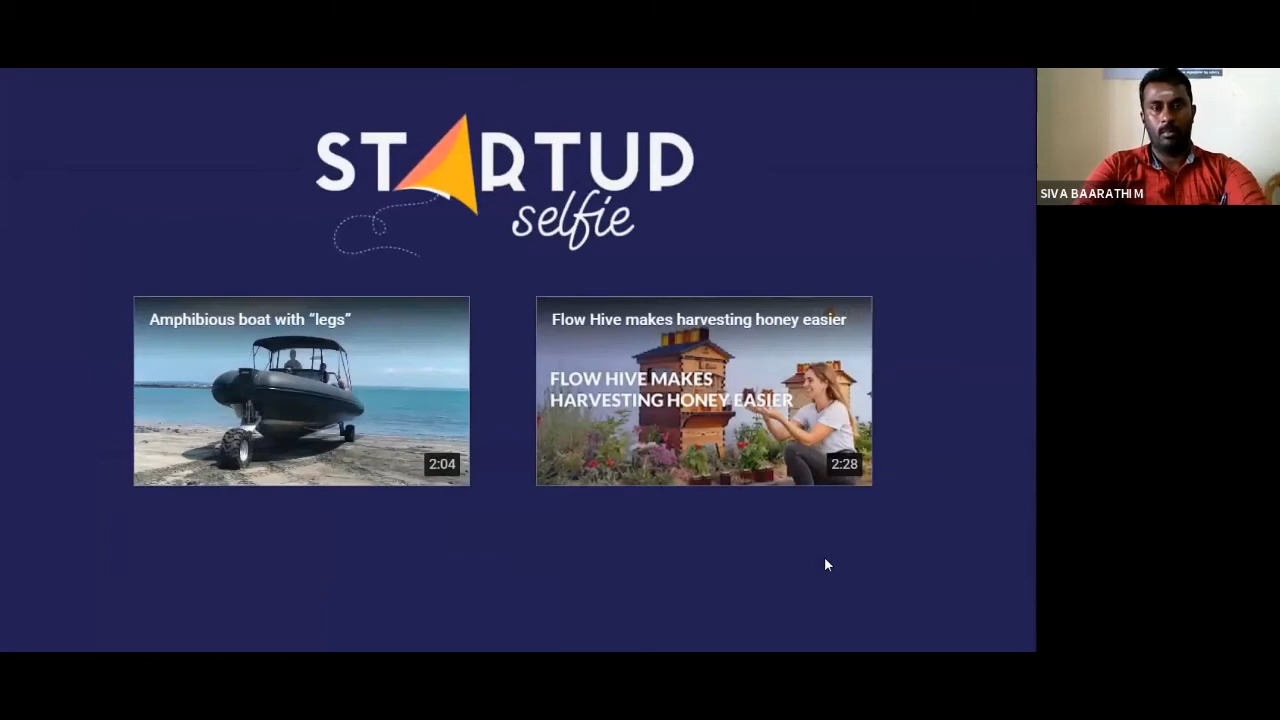 STARTUP
selfie
Amphibious boat with “legs”
2:04
Flow Hive makes harvesting honey easier
FLOW HIVE MAKES
HARVESTING HONEY EASIER
2:28
SIVA BAARATHI M